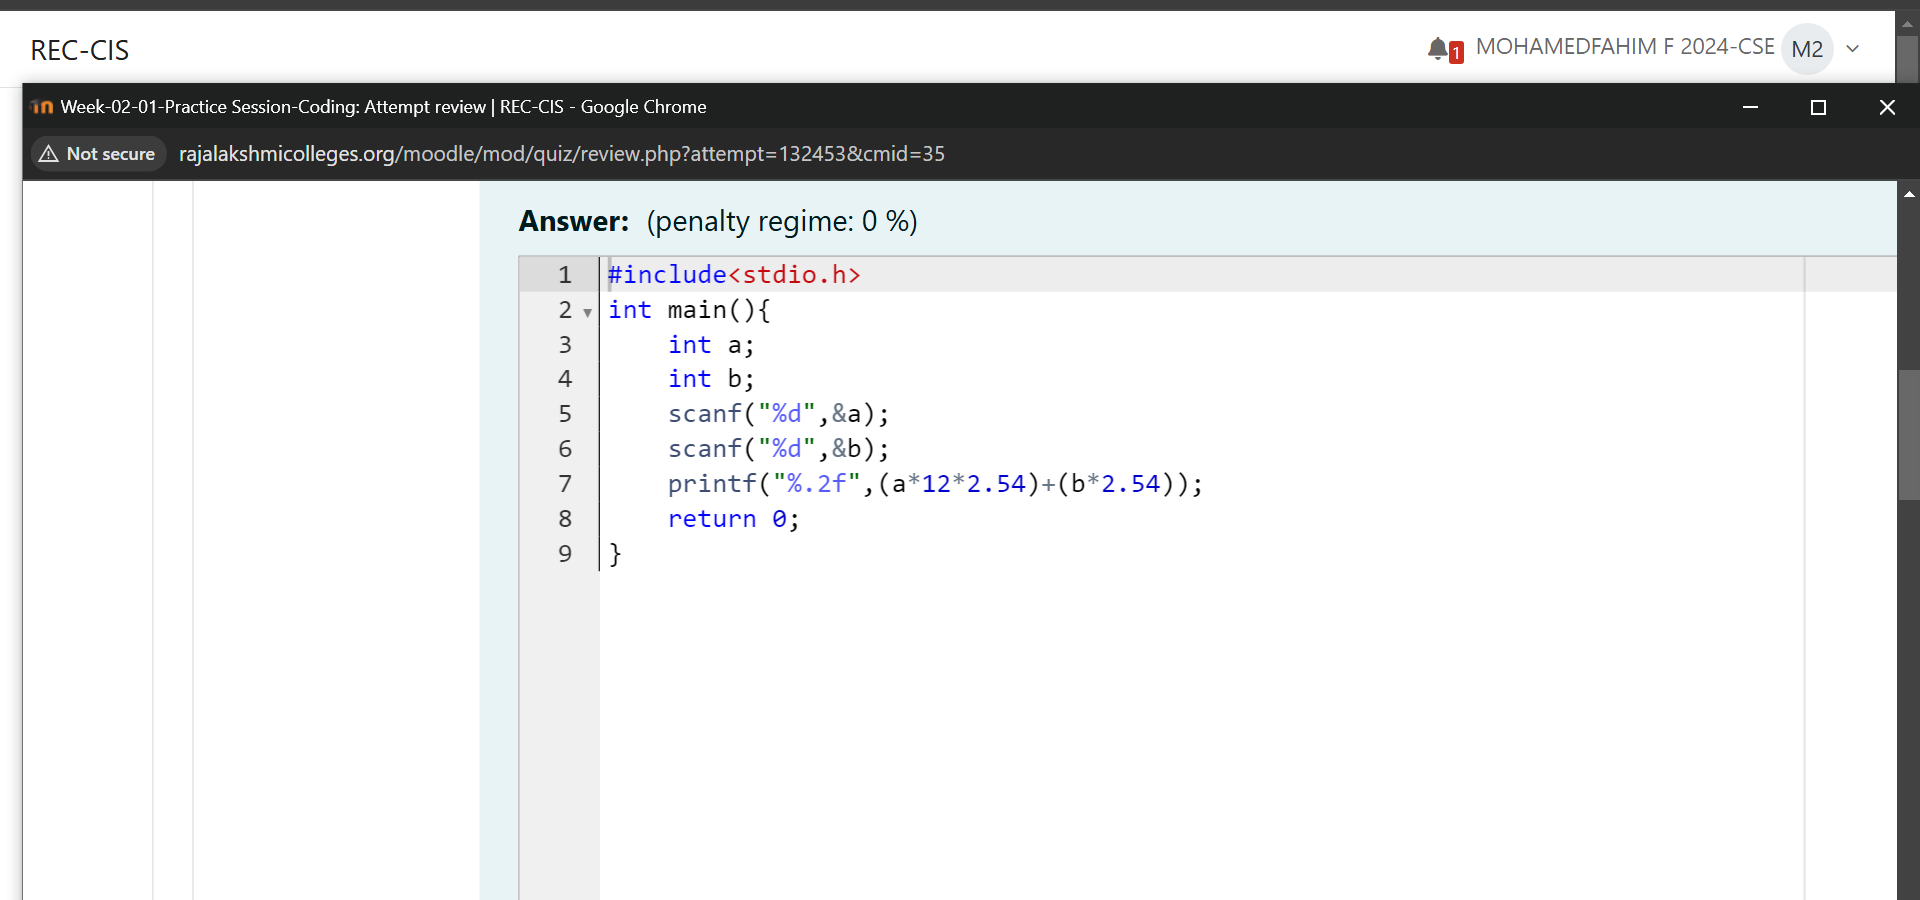 REC-CIS
1 MOHAMEDFAHIM F 2024-CSE M2
Week-02-01-Practice Session-Coding: Attempt review | REC-CIS - Google Chrome
Not secure rajalakshmicolleges.org/moodle/mod/quiz/review.php?attempt=132453&cmid=35
Answer: (penalty regime: 0 %)
1 #include<stdio.h>
2 int main(){
3 int a;
4 int b;
5 scanf("%d",&a);
6 scanf("%d",&b);
7 printf("%.2f",(a*12*2.54)+(b*2.54));
8 return 0;
9 }